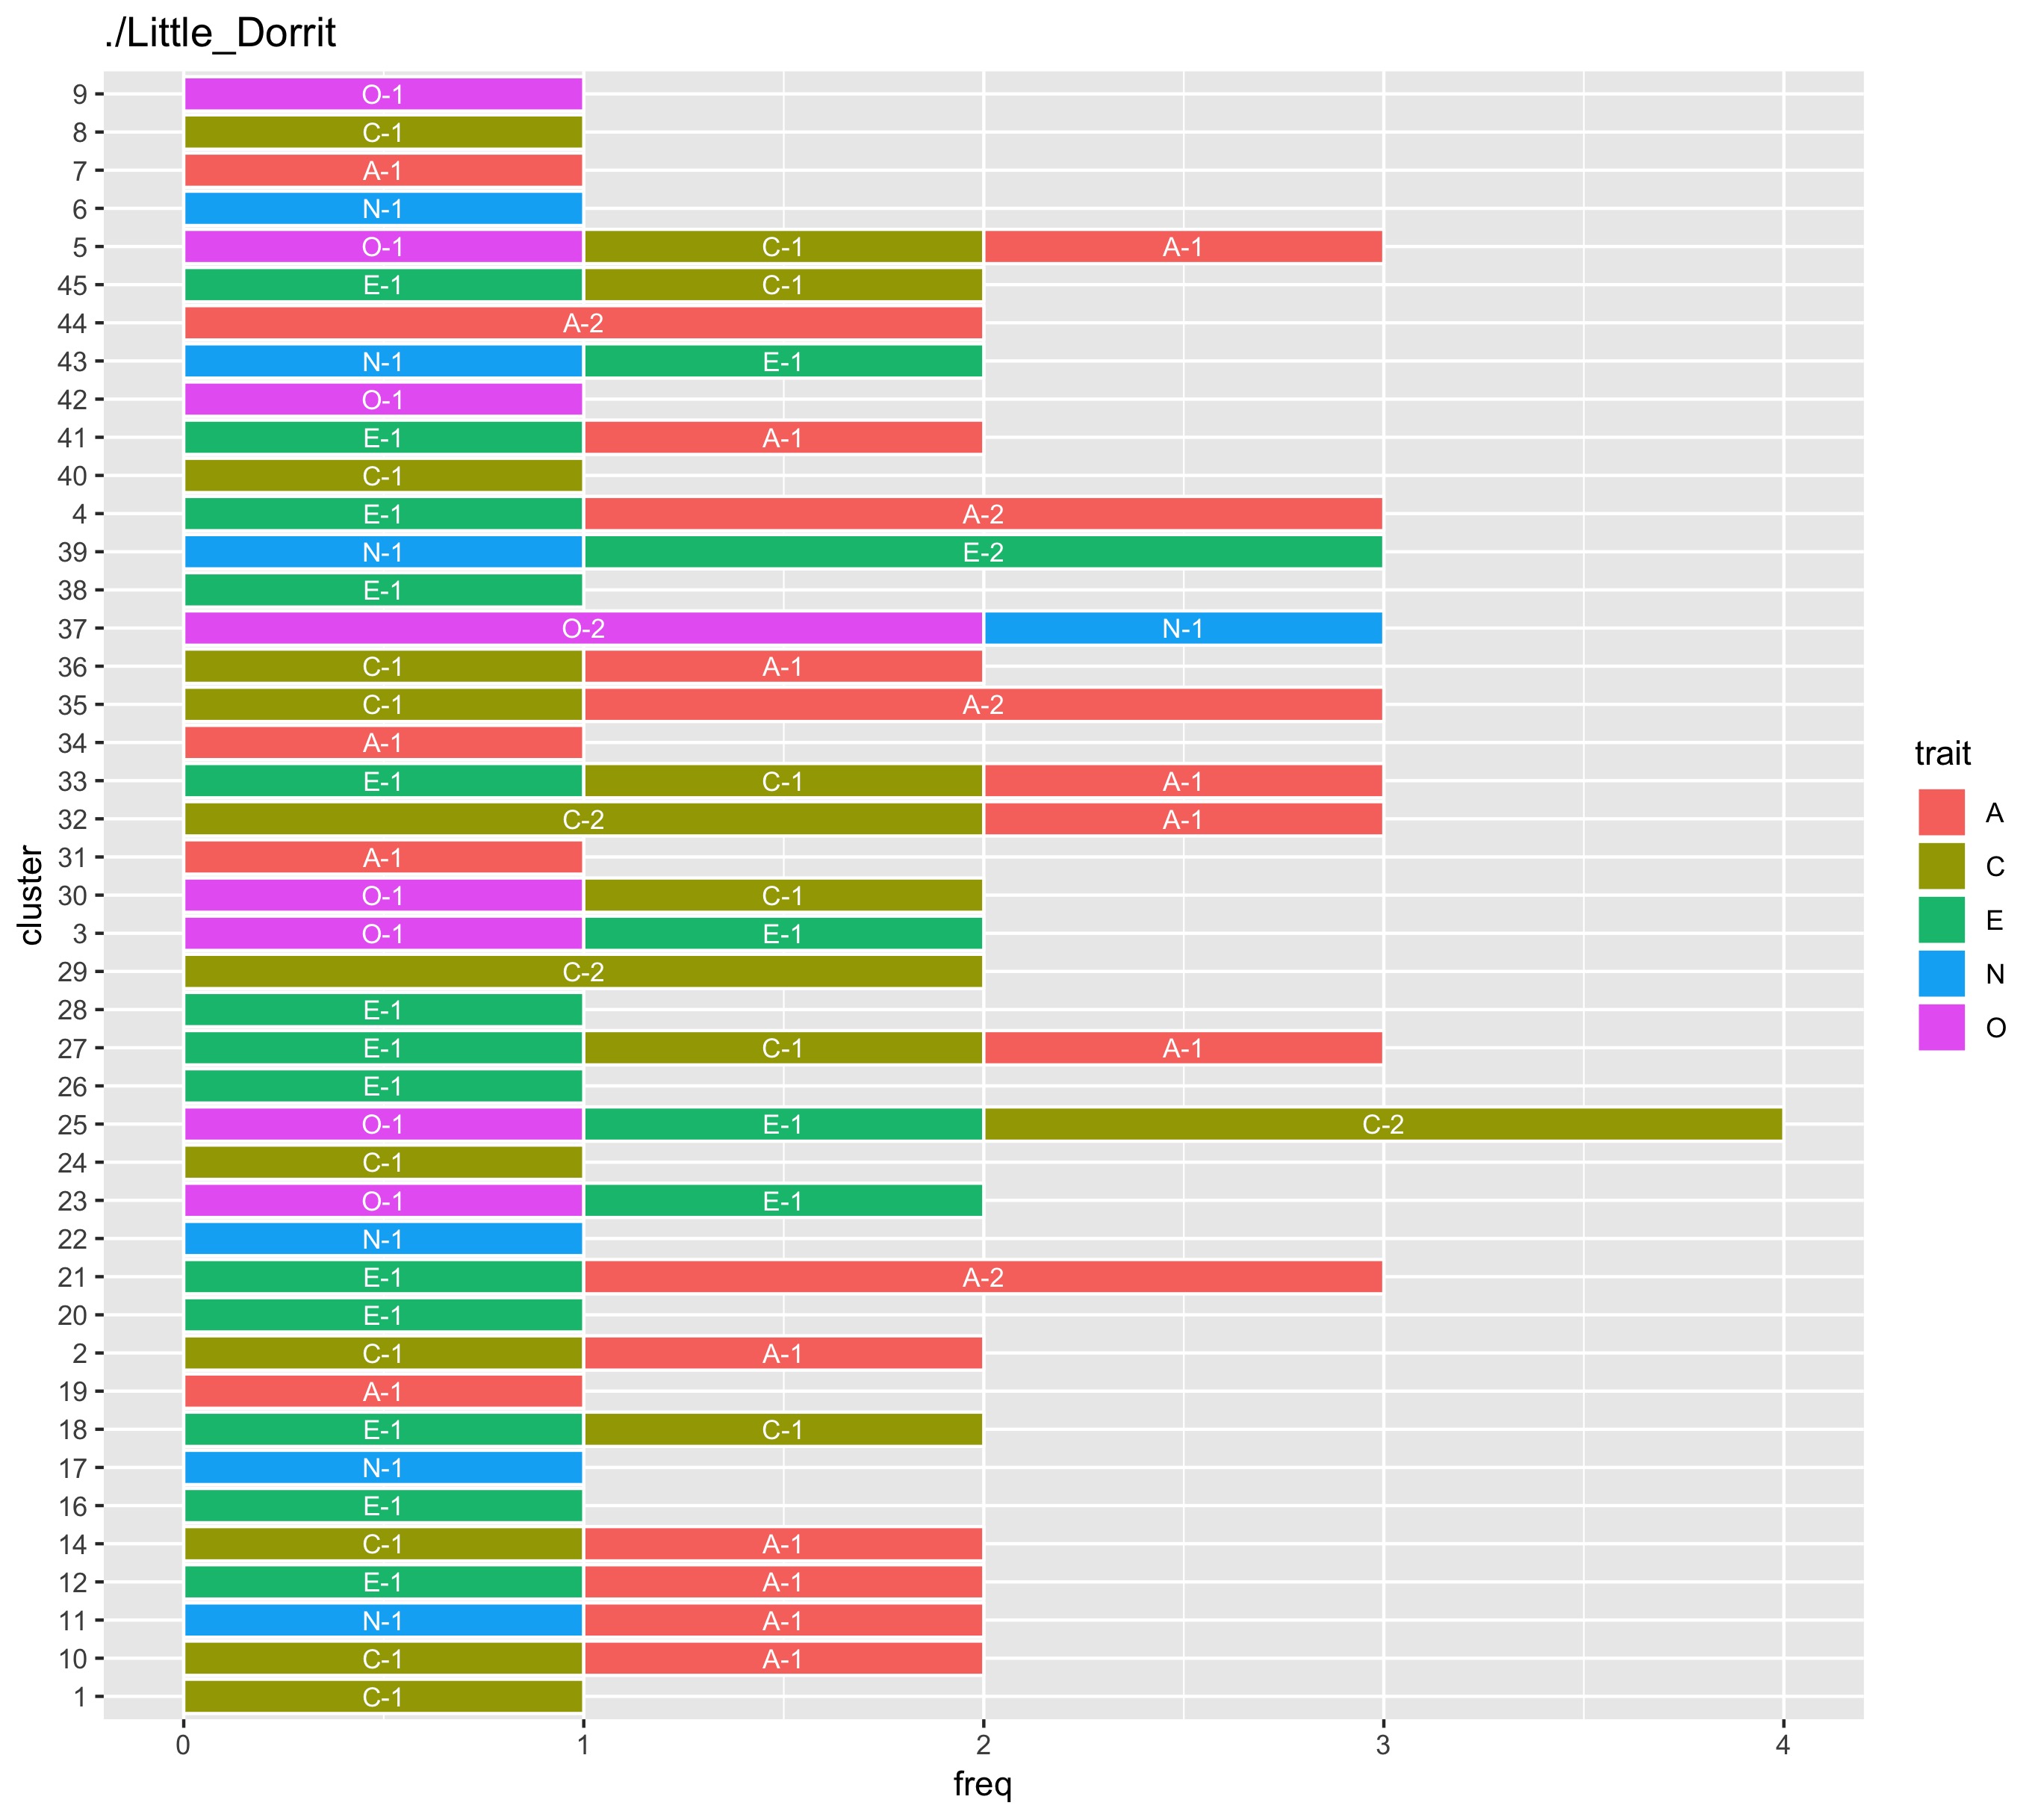 ./Little_Dorrit
9 O-1
8 C-1
7 A-1
6 N-1
5 O-1 C-1 A-1
45 E-1 C-1
44 A-2
43 N-1 E-1
42 O-1
41 E-1 A-1
40 C-1
4 E-1 A-2
39 N-1 E-2
38 E-1
37 O-2 N-1
36 C-1 A-1
35 C-1 A-2
34 A-1
33 E-1 C-1 A-1
32 C-2 A-1
31 A-1
30 O-1 C-1
3 O-1 E-1
29 C-2
28 E-1
27 E-1 C-1 A-1
26 E-1
25 O-1 E-1 C-2
24 C-1
23 O-1 E-1
22 N-1
21 E-1 A-2
20 E-1
2 C-1 A-1
19 A-1
18 E-1 C-1
17 N-1
16 E-1
14 C-1 A-1
12 E-1 A-1
11 N-1 A-1
10 C-1 A-1
1 C-1
0 1 2 3 4
freq
cluster
trait
A
C
E
N
O